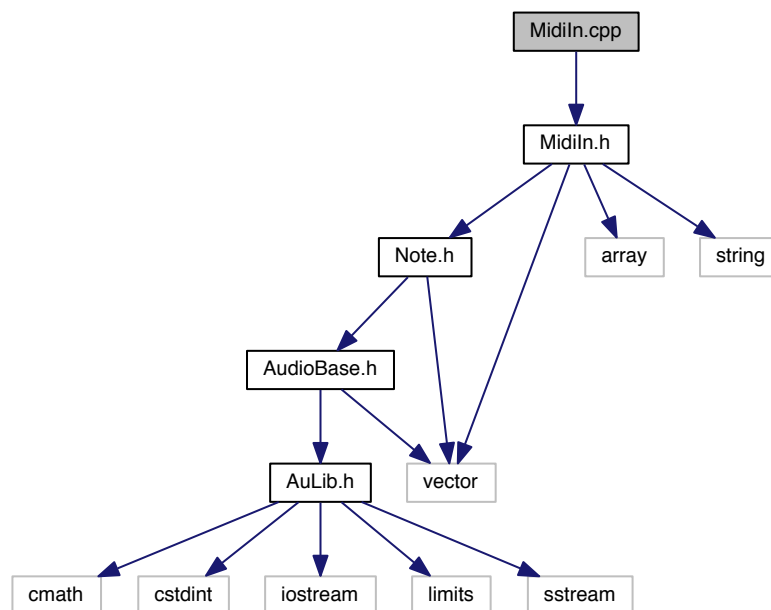 MidiIn.cpp
MidiIn.h
Note.h
array
string
AudioBase.h
AuLib.h
vector
cmath
cstdint
iostream
limits
sstream